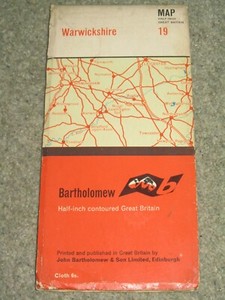 MAP
Warwickshire 19
Bartholomew
Half-inch contoured Great Britain
Printed and published in Great Britain by
John Bartholomew & Son Limited, Edinburgh
Cloth 6s.